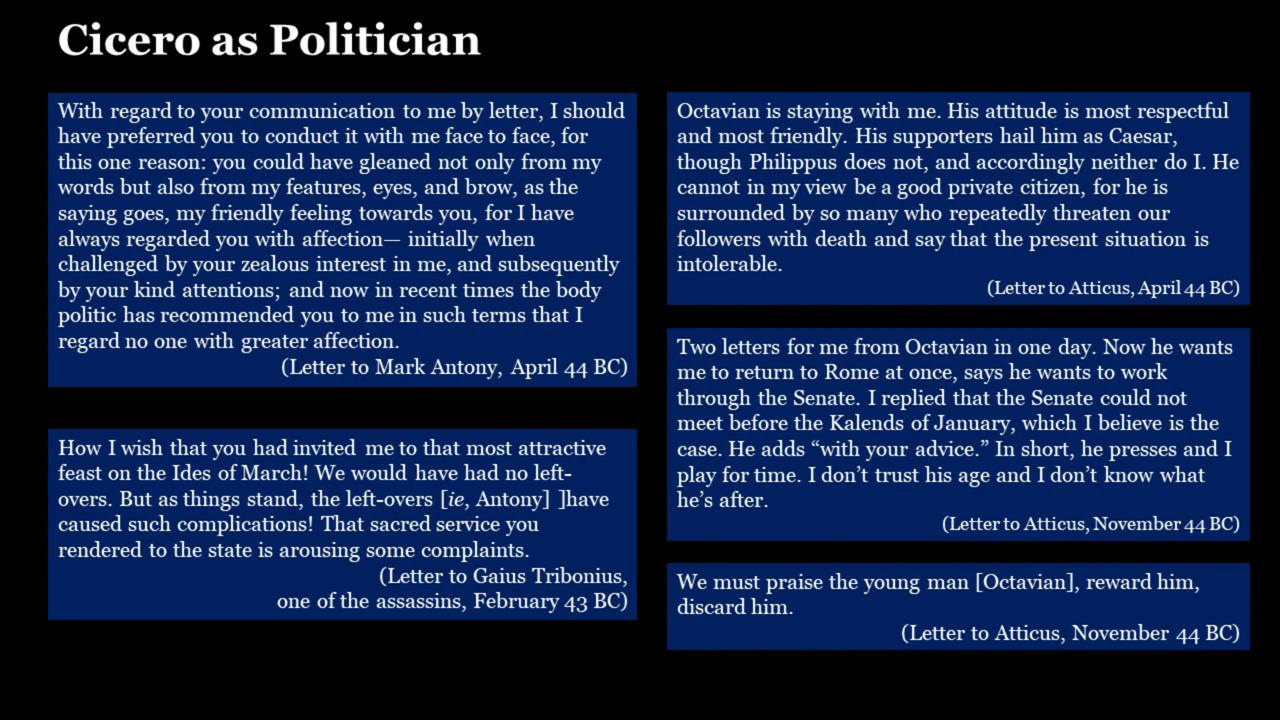 Cicero as Politician
With regard to your communication to me by letter, I should
have preferred you to conduct it with me face to face, for
this one reason: you could have gleaned not only from my
words but also from my features, eyes, and brow, as the
saying goes, my friendly feeling towards you, for I have
always regarded you with affection— initially when
challenged by your zealous interest in me, and subsequently
by your kind attentions; and now in recent times the body
politic has recommended you to me in such terms that I
regard no one with greater affection.
(Letter to Mark Antony, April 44 BC)
How I wish that you had invited me to that most attractive
feast on the Ides of March! We would have had no left-
overs. But as things stand, the left-overs [ie, Antony] ]have
caused such complications! That sacred service you
rendered to the state is arousing some complaints.
(Letter to Gaius Tribonius,
one of the assassins, February 43 BC)
Octavian is staying with me. His attitude is most respectful
and most friendly. His supporters hail him as Caesar,
though Philippus does not, and accordingly neither do I. He
cannot in my view be a good private citizen, for he is
surrounded by so many who repeatedly threaten our
followers with death and say that the present situation is
intolerable.
(Letter to Atticus, April 44 BC)
Two letters for me from Octavian in one day. Now he wants
me to return to Rome at once, says he wants to work
through the Senate. I replied that the Senate could not
meet before the Kalends of January, which I believe is the
case. He adds “with your advice.” In short, he presses and I
play for time. I don’t trust his age and I don’t know what
he’s after.
(Letter to Atticus, November 44 BC)
We must praise the young man [Octavian], reward him,
discard him.
(Letter to Atticus, November 44 BC)